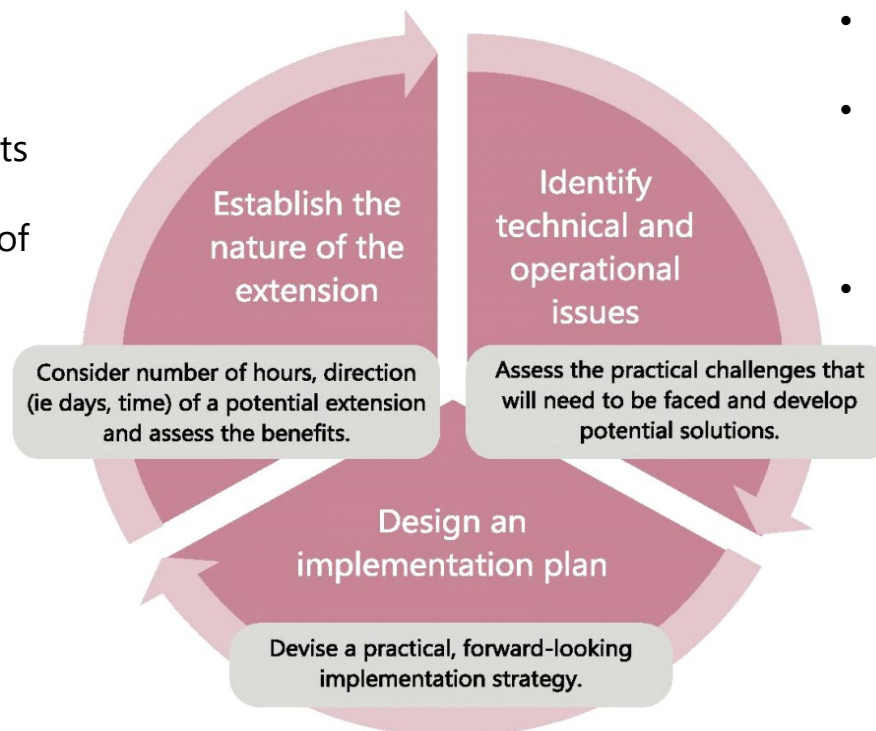 ts
of
Establish the
nature of the
extension
Consider number of hours, direction
(ie days, time) of a potential extension
and assess the benefits.
•
•
•
Identify
technical and
operational
issues
Assess the practical challenges that
will need to be faced and develop
potential solutions.
Design an
implementation plan
Devise a practical, forward-looking
implementation strategy.